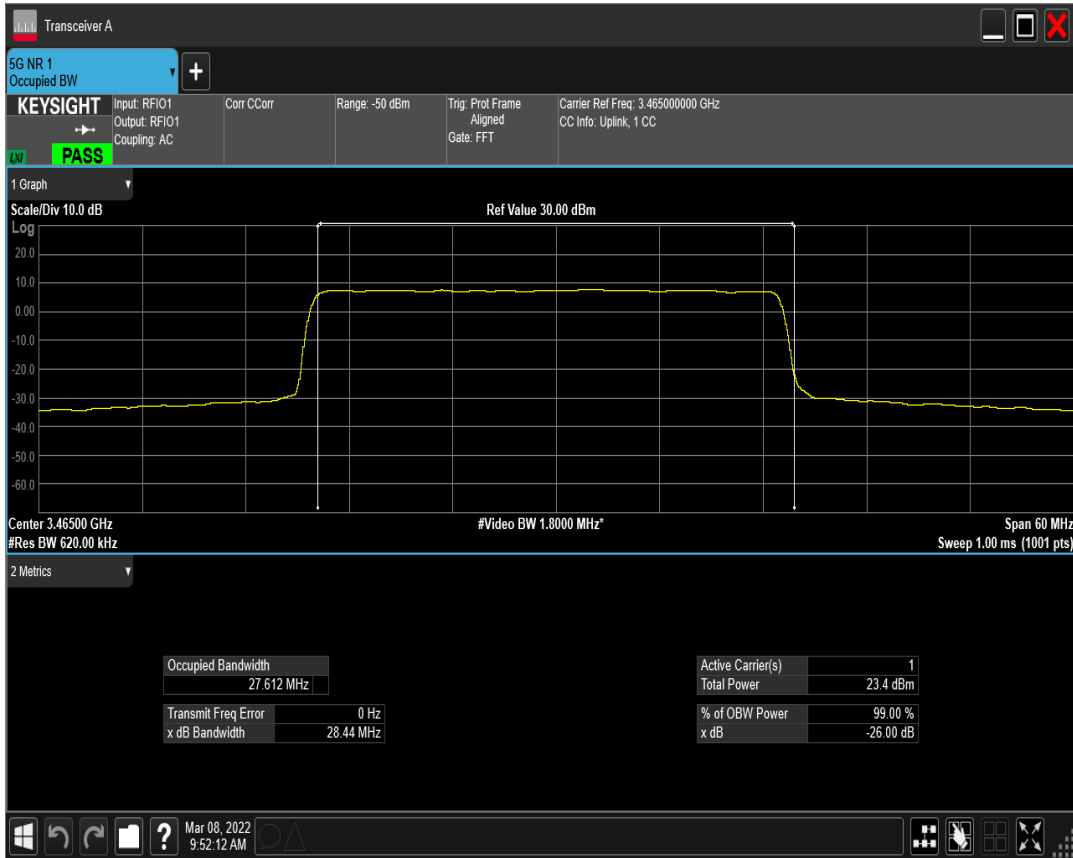 Transceiver A
5G NR 1
Occupied BW
+
KEYSIGHT
LXI
PASS
Input: RFIO1
Output: RFIO1
Coupling: AC
Corr CCorr
Range: -50 dBm
Trig: Prot Frame
Aligned
Gate: FFT
Carrier Ref Freq: 3.465000000 GHz
CC Info: Uplink, 1 CC
1 Graph
Scale/Div 10.0 dB
Ref Value 30.00 dBm
Log
20.0
10.0
0.00
-10.0
-20.0
-30.0
-40.0
-50.0
-60.0
Center 3.46500 GHz
#Video BW 1.8000 MHz*
Span 60 MHz
#Res BW 620.00 kHz
Sweep 1.00 ms (1001 pts)
2 Metrics
Occupied Bandwidth
27.612 MHz
Transmit Freq Error 0 Hz
x dB Bandwidth 28.44 MHz
Active Carrier(s) 1
Total Power 23.4 dBm
% of OBW Power 99.00 %
x dB -26.00 dB
?
Mar 08, 2022
9:52:12 AM